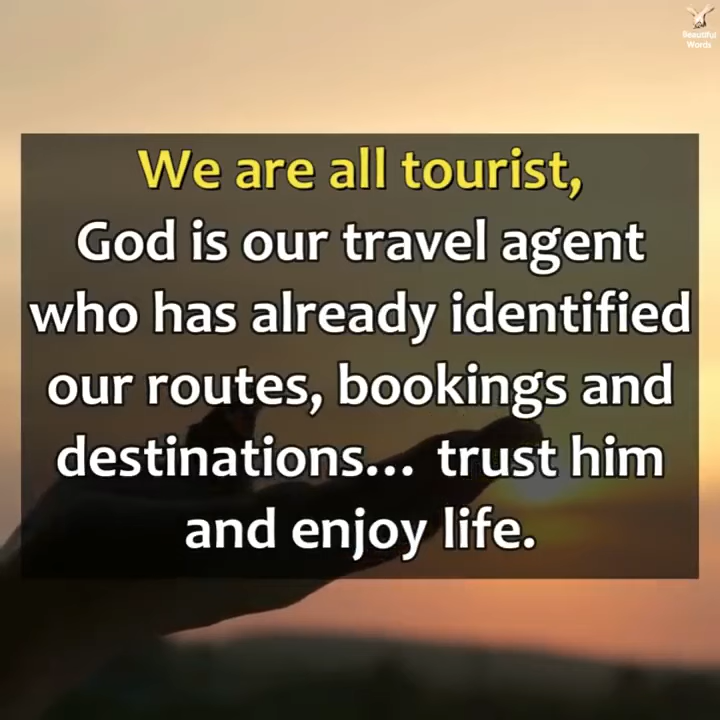 Beautiful
Words
We are all tourist,
God is our travel agent
who has already identified
our routes, bookings and
destinations... trust him
and enjoy life.